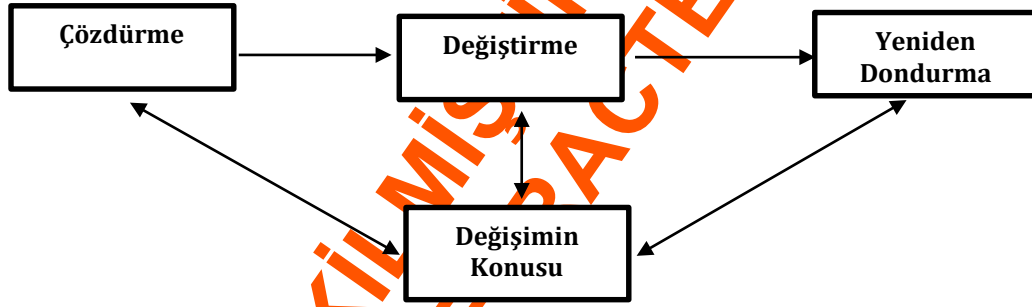 Çözdürme
Değiştirme
Yeniden
Dondurma
Değişimin
Konusu